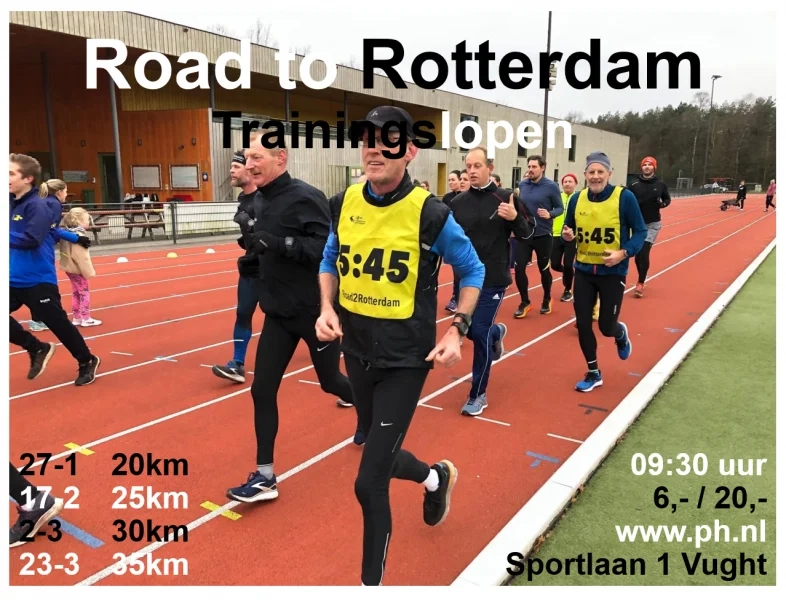 Road to Rotterdam
Trainingslopen
5:45
Road2Rotterdam
5:45
27-1 20km
17-2 25km
2-3 30km
23-3 35km
09:30 uur
6,- / 20,-
www.ph.nl
Sportlaan 1 Vught